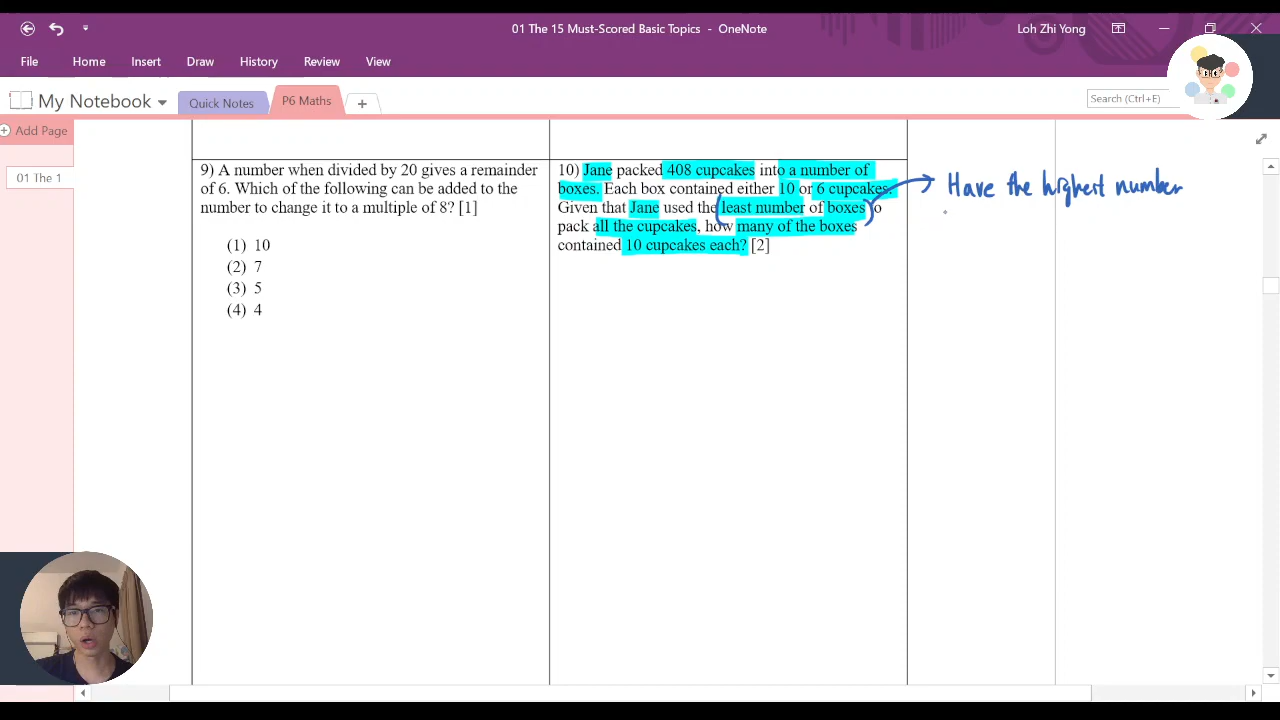 01 The 15 Must-Scored Basic Topics - OneNote
Loh Zhi Yong
File Home Insert Draw History Review View
My Notebook
Quick Notes
P6 Maths
Search (Ctrl+E)
Add Page
01 The 1
9) A number when divided by 20 gives a remainder
of 6. Which of the following can be added to the
number to change it to a multiple of 8? [1]
(1) 10
(2) 7
(3) 5
(4) 4
10) Jane packed 408 cupcakes into a number of
boxes. Each box contained either 10 or 6 cupcakes.
Given that Jane used the least number of boxes to
pack all the cupcakes, how many of the boxes
contained 10 cupcakes each? [2]
Have the highest number